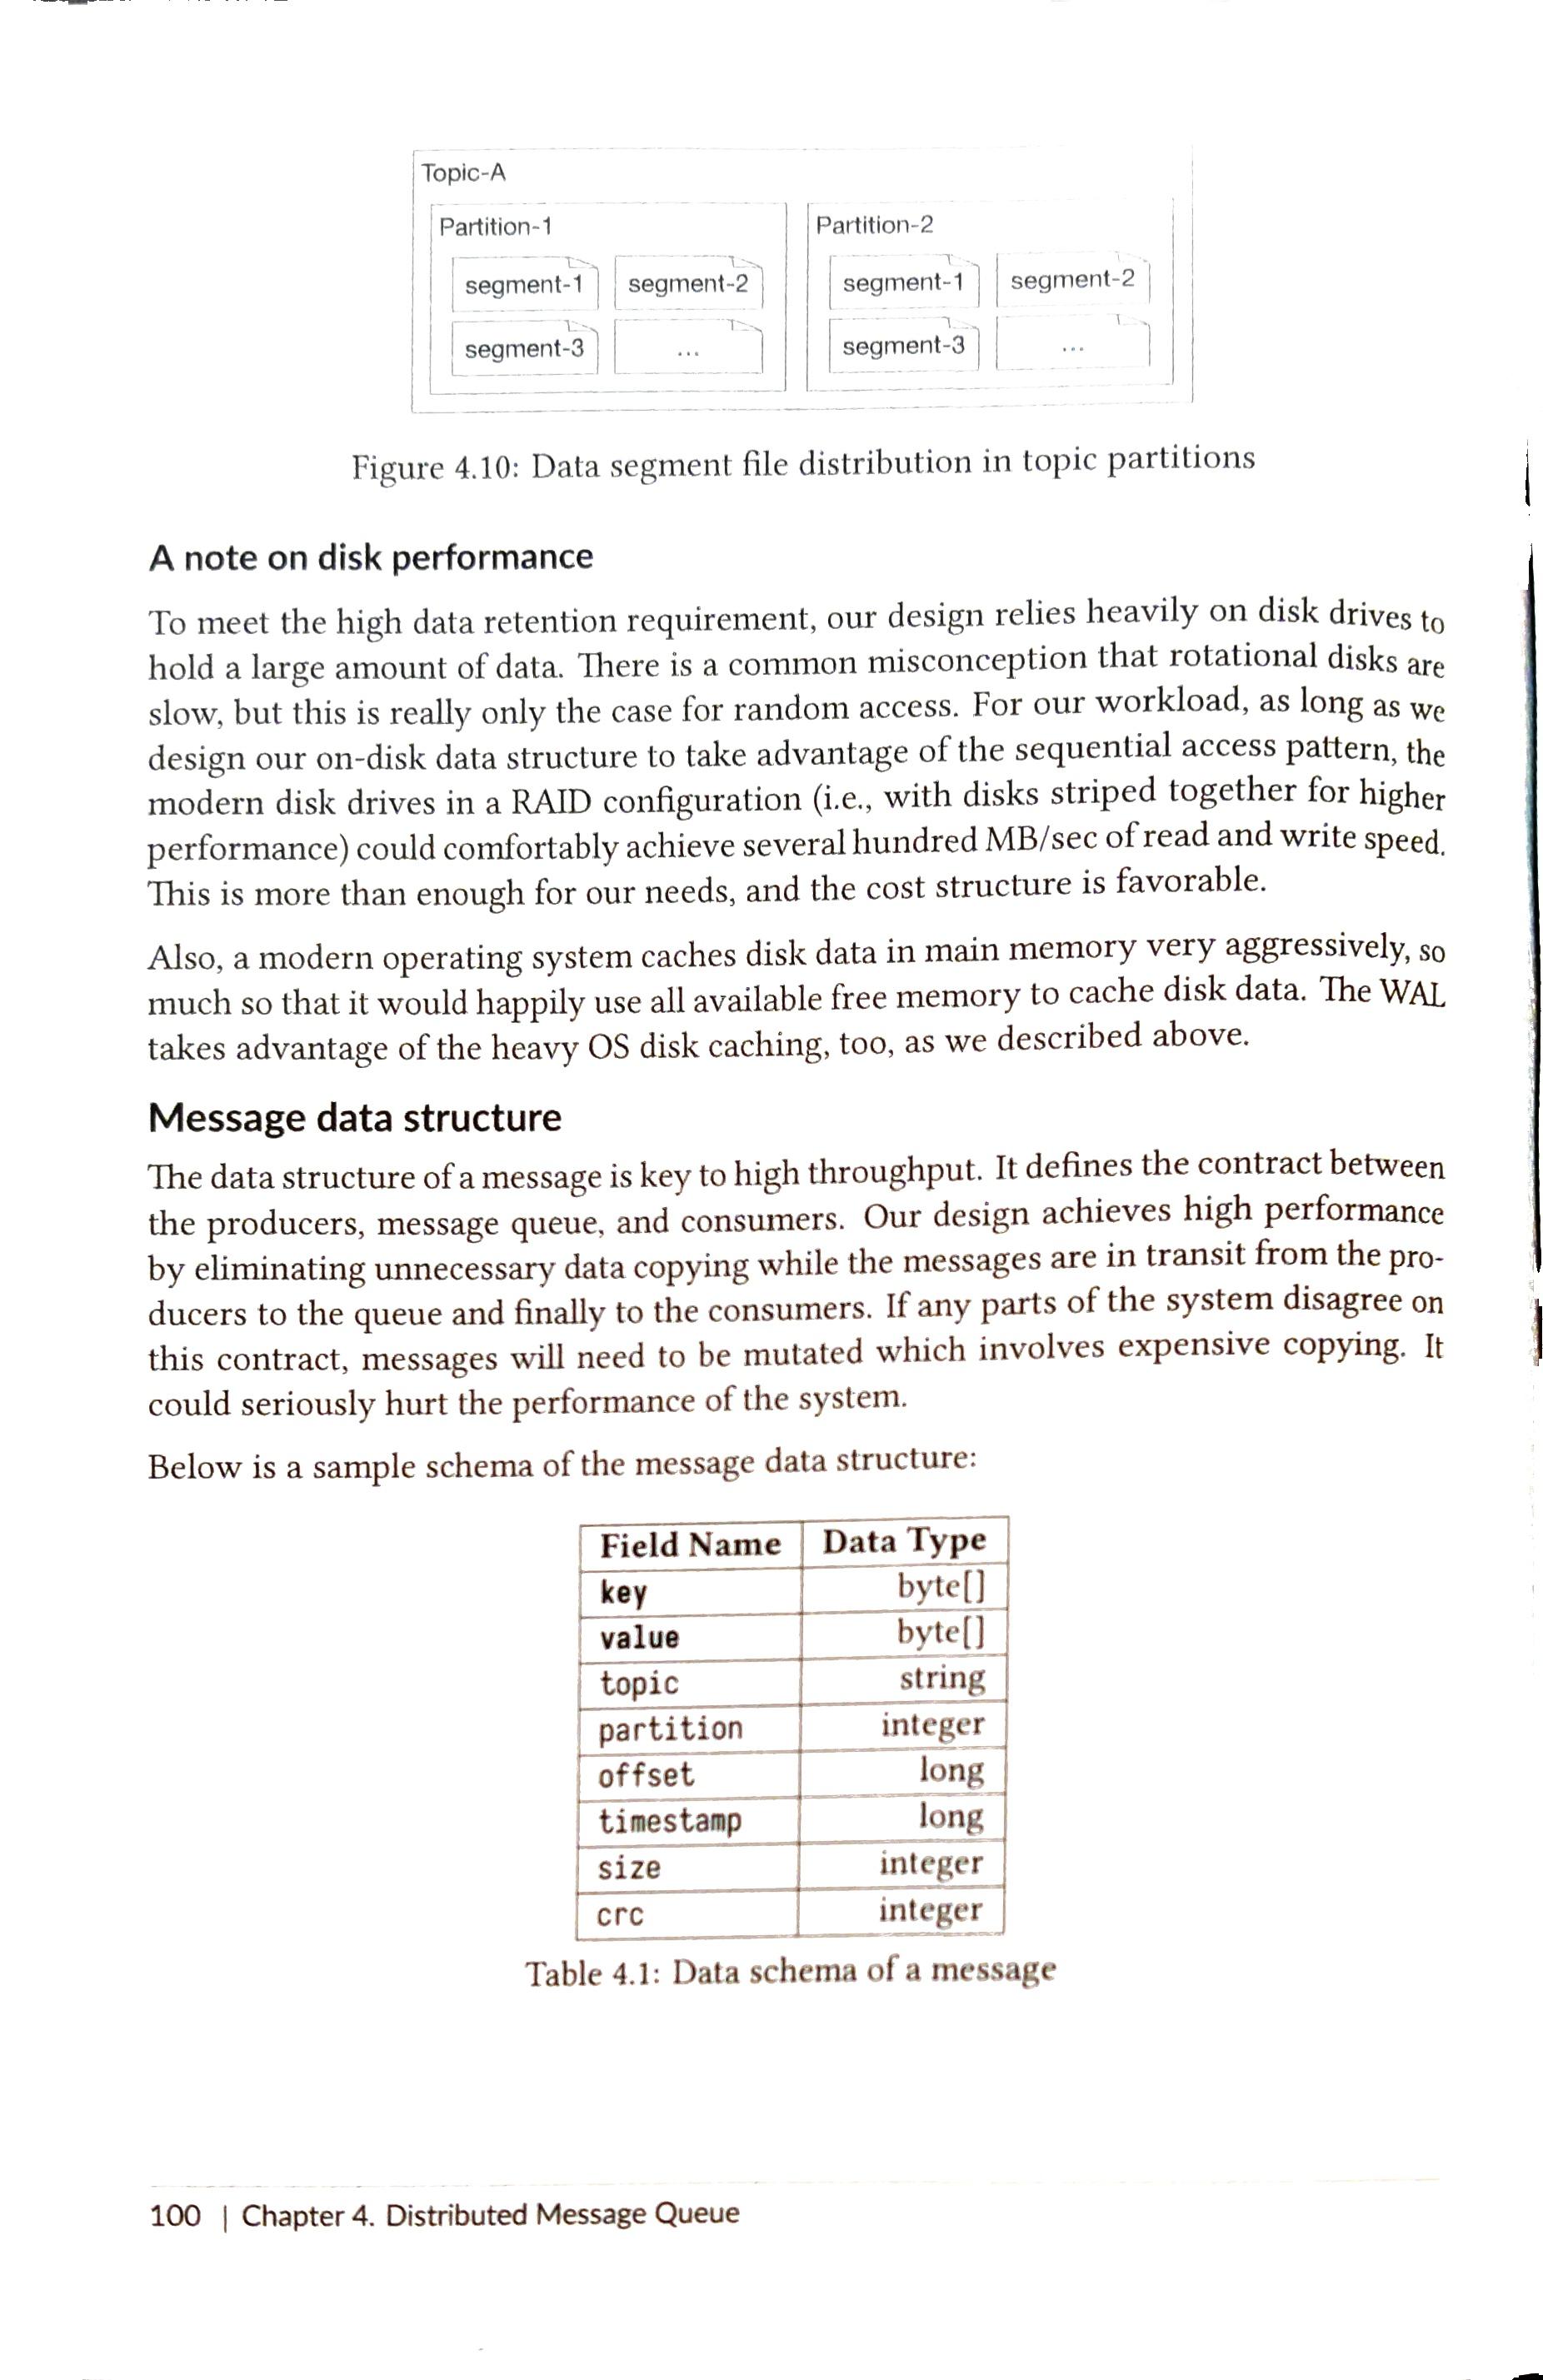 Topic-A
Partition-1
segment-1 segment-2
segment-3 ...
Partition-2
segment-1 segment-2
segment-3 ...
Figure 4.10: Data segment file distribution in topic partitions
A note on disk performance
To meet the high data retention requirement, our design relies heavily on disk drives to
hold a large amount of data. There is a common misconception that rotational disks are
slow, but this is really only the case for random access. For our workload, as long as we
design our on-disk data structure to take advantage of the sequential access pattern, the
modern disk drives in a RAID configuration (i.e., with disks striped together for higher
performance) could comfortably achieve several hundred MB/sec of read and write speed.
This is more than enough for our needs, and the cost structure is favorable.
Also, a modern operating system caches disk data in main memory very aggressively, so
much so that it would happily use all available free memory to cache disk data. The WAL
takes advantage of the heavy OS disk caching, too, as we described above.
Message data structure
The data structure of a message is key to high throughput. It defines the contract between
the producers, message queue, and consumers. Our design achieves high performance
by eliminating unnecessary data copying while the messages are in transit from the pro-
ducers to the queue and finally to the consumers. If any parts of the system disagree on
this contract, messages will need to be mutated which involves expensive copying. It
could seriously hurt the performance of the system.
Below is a sample schema of the message data structure:
Field Name Data Type
key byte[]
value byte[]
topic string
partition integer
offset long
timestamp long
size integer
crc integer
Table 4.1: Data schema of a message
100 | Chapter 4. Distributed Message Queue